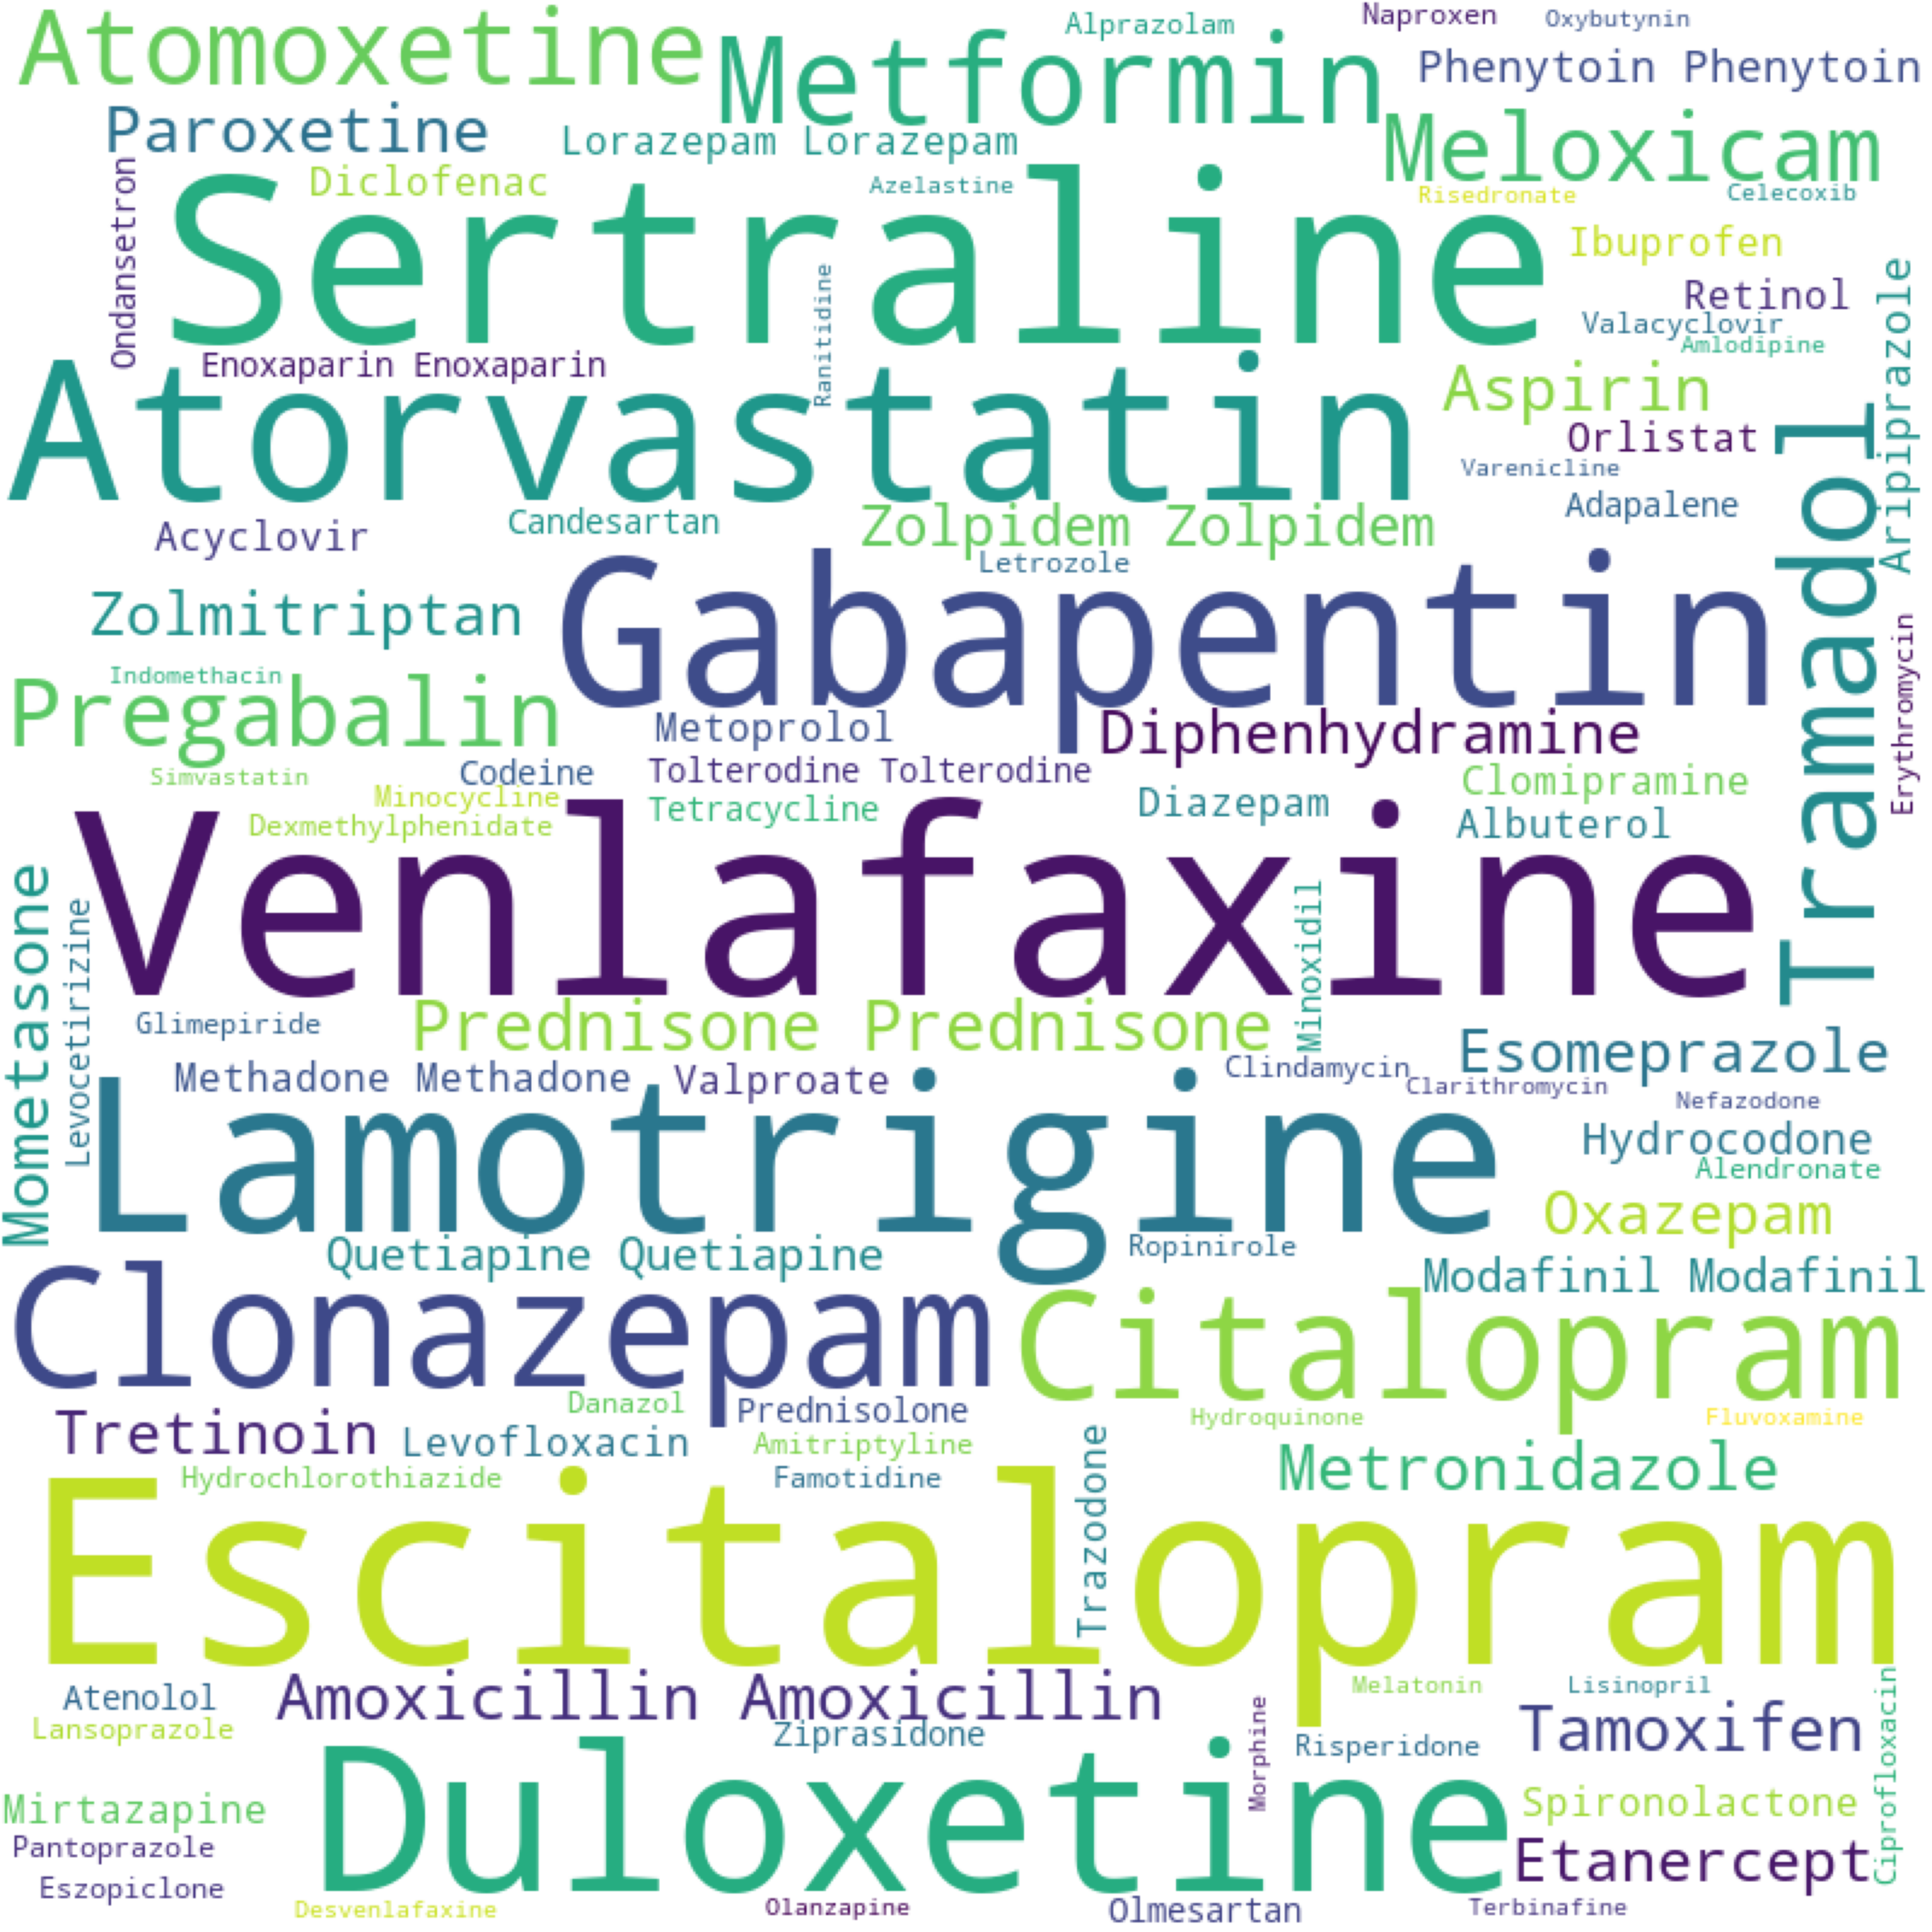 Atomoxetine
Metformin
Alprazolam
Naproxen
Oxybutynin
Phenytoin Phenytoin
Paroxetine
Lorazepam Lorazepam
Meloxicam
Ondansetron
Diclofenac
Azelastine
Risedronate
Celecoxib
Sertraline
Ibuprofen
Retinol
Ranitidine
Valacyclovir
Amlodipine
Aripiprazole
Enoxaparin Enoxaparin
Atorvastatin
Aspirin
Orlistat
Varenicline
Adapalene
Tramadol
Acyclovir
Candesartan
Zolpidem Zolpidem
Letrozole
Zolmitriptan
Gabapentin
Erythromycin
Indomethacin
Pregabalin
Metoprolol
Diphenhydramine
Simvastatin
Codeine
Tolterodine Tolterodine
Clomipramine
Minocycline
Tetracycline
Diazepam
Albuterol
Dexmethylphenidate
Venlafaxine
Mometasone
Levocetirizine
Minoxidil
Glimepiride
Prednisone Prednisone
Esomeprazole
Methadone Methadone
Valproate
Clindamycin
Clarithromycin
Nefazodone
Lamotrigine
Hydrocodone
Alendronate
Oxazepam
Quetiapine Quetiapine
Ropinirole
Modafinil Modafinil
Clonazepam
Citalopram
Danazol
Prednisolone
Hydroquinone
Fluvoxamine
Tretinoin
Levofloxacin
Amitriptyline
Trazodone
Metronidazole
Hydrochlorothiazide
Famotidine
Escitalopram
Atenolol
Amoxicillin Amoxicillin
Melatonin
Lisinopril
Ciprofloxacin
Lansoprazole
Ziprasidone
Morphine
Risperidone
Tamoxifen
Duloxetine
Mirtazapine
Spironolactone
Pantoprazole
Etanercept
Eszopiclone
Desvenlafaxine
Olanzapine
Olmesartan
Terbinafine